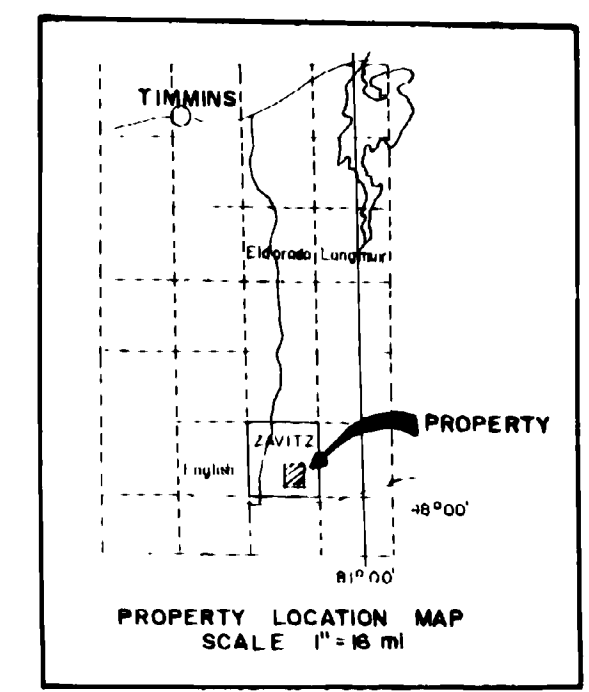 TIMMINS
Eldorado Langmuir
PROPERTY
ZAVITZ
English
48°00'
81°00'
PROPERTY LOCATION MAP
SCALE 1" = 16 mi